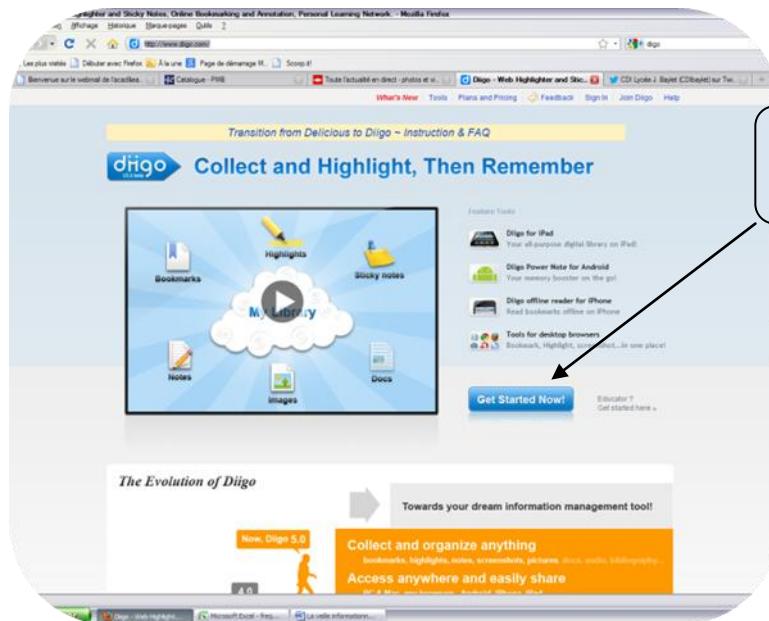 Highlighter and Sticky Notes, Online Bookmarking and Annotation, Personal Learning Network. - Mozilla Firefox
Affichage Historique Marque-pages Outils ?
http://www.diigo.com/
diigo
Les plus visités Débuter avec Firefox À la une Page de démarrage M... Scoop.it!
Bienvenue sur le webmail de l'académie...
Catalogue - PMB
Toute l'actualité en direct - photos et vi...
Diigo - Web Highlighter and Stic...
CDI Lycée J. Baylet (CDIbaylet) sur Tw...
What's New Tools Plans and Pricing Feedback Sign In Join Diigo Help
Transition from Delicious to Diigo ~ Instruction & FAQ
diigo
Collect and Highlight, Then Remember
Bookmarks
Highlights
Sticky notes
My Library
Notes
Images
Docs
Feature Tools
Diigo for iPad
Your all-purpose digital library on iPad!
Diigo Power Note for Android
Your memory booster on the go!
Diigo offline reader for iPhone
Read bookmarks offline on iPhone
Tools for desktop browsers
Bookmark, Highlight, screenshot...in one place!
Get Started Now!
Educator ?
Get started here »
The Evolution of Diigo
Towards your dream information management tool!
Now, Diigo 5.0
Collect and organize anything
bookmarks, highlights, notes, screenshots, pictures, docs, audio, bibliography...
4.0
Access anywhere and easily share
Diigo - Web Highlight...
Microsoft Excel - freq...
La veille informationn...